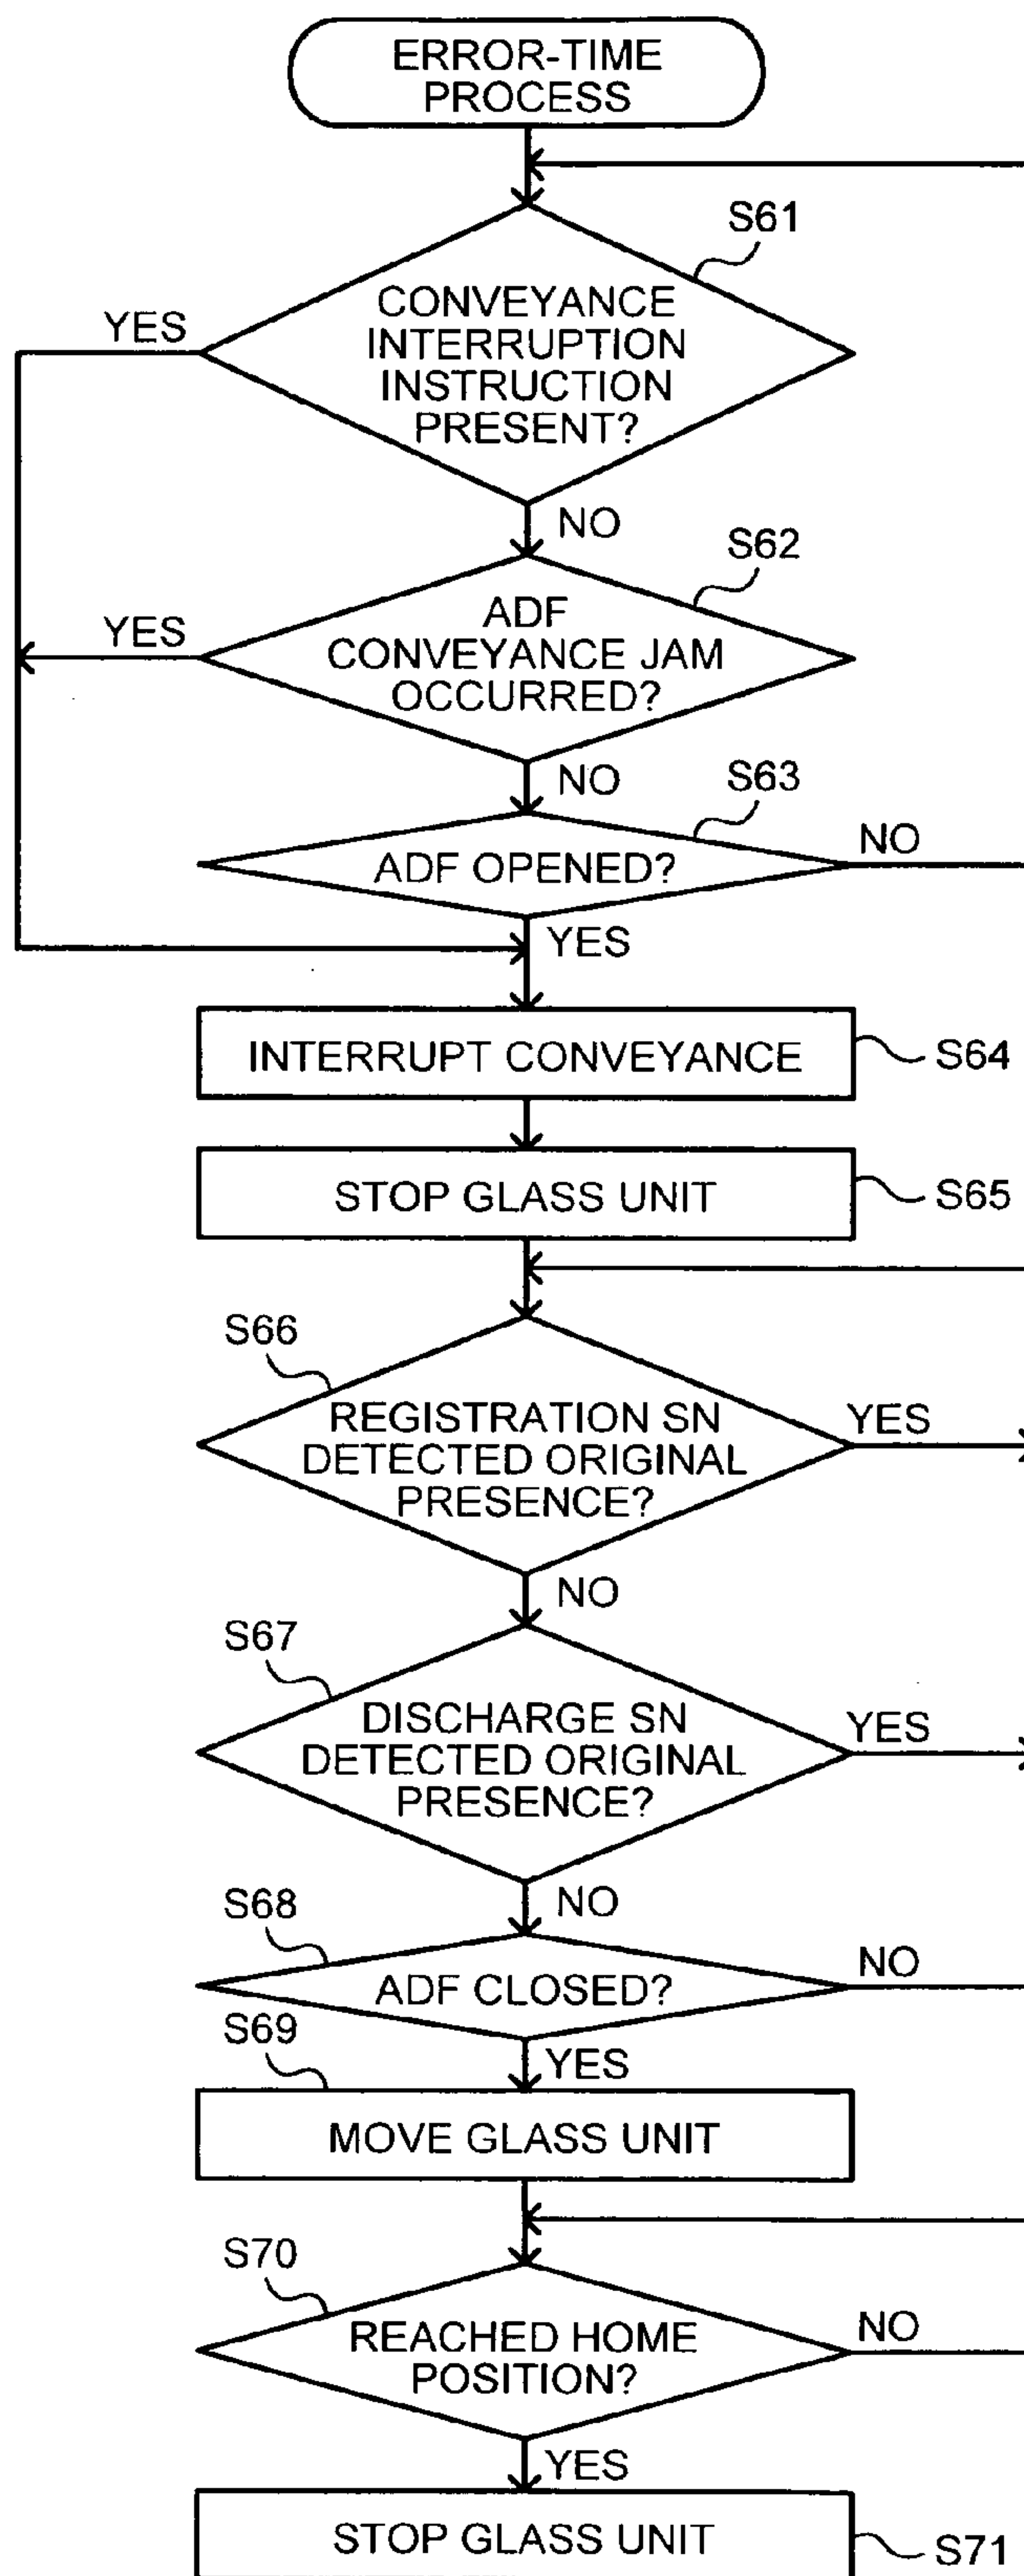 ERROR-TIME
PROCESS
S61
CONVEYANCE
INTERRUPTION
INSTRUCTION
PRESENT?
YES
NO
S62
ADF
CONVEYANCE JAM
OCCURRED?
YES
NO
S63
ADF OPENED?
NO
YES
INTERRUPT CONVEYANCE
S64
STOP GLASS UNIT
S65
S66
REGISTRATION SN
DETECTED ORIGINAL
PRESENCE?
YES
NO
S67
DISCHARGE SN
DETECTED ORIGINAL
PRESENCE?
YES
NO
S68
ADF CLOSED?
NO
YES
S69
MOVE GLASS UNIT
S70
REACHED HOME
POSITION?
NO
YES
STOP GLASS UNIT
S71